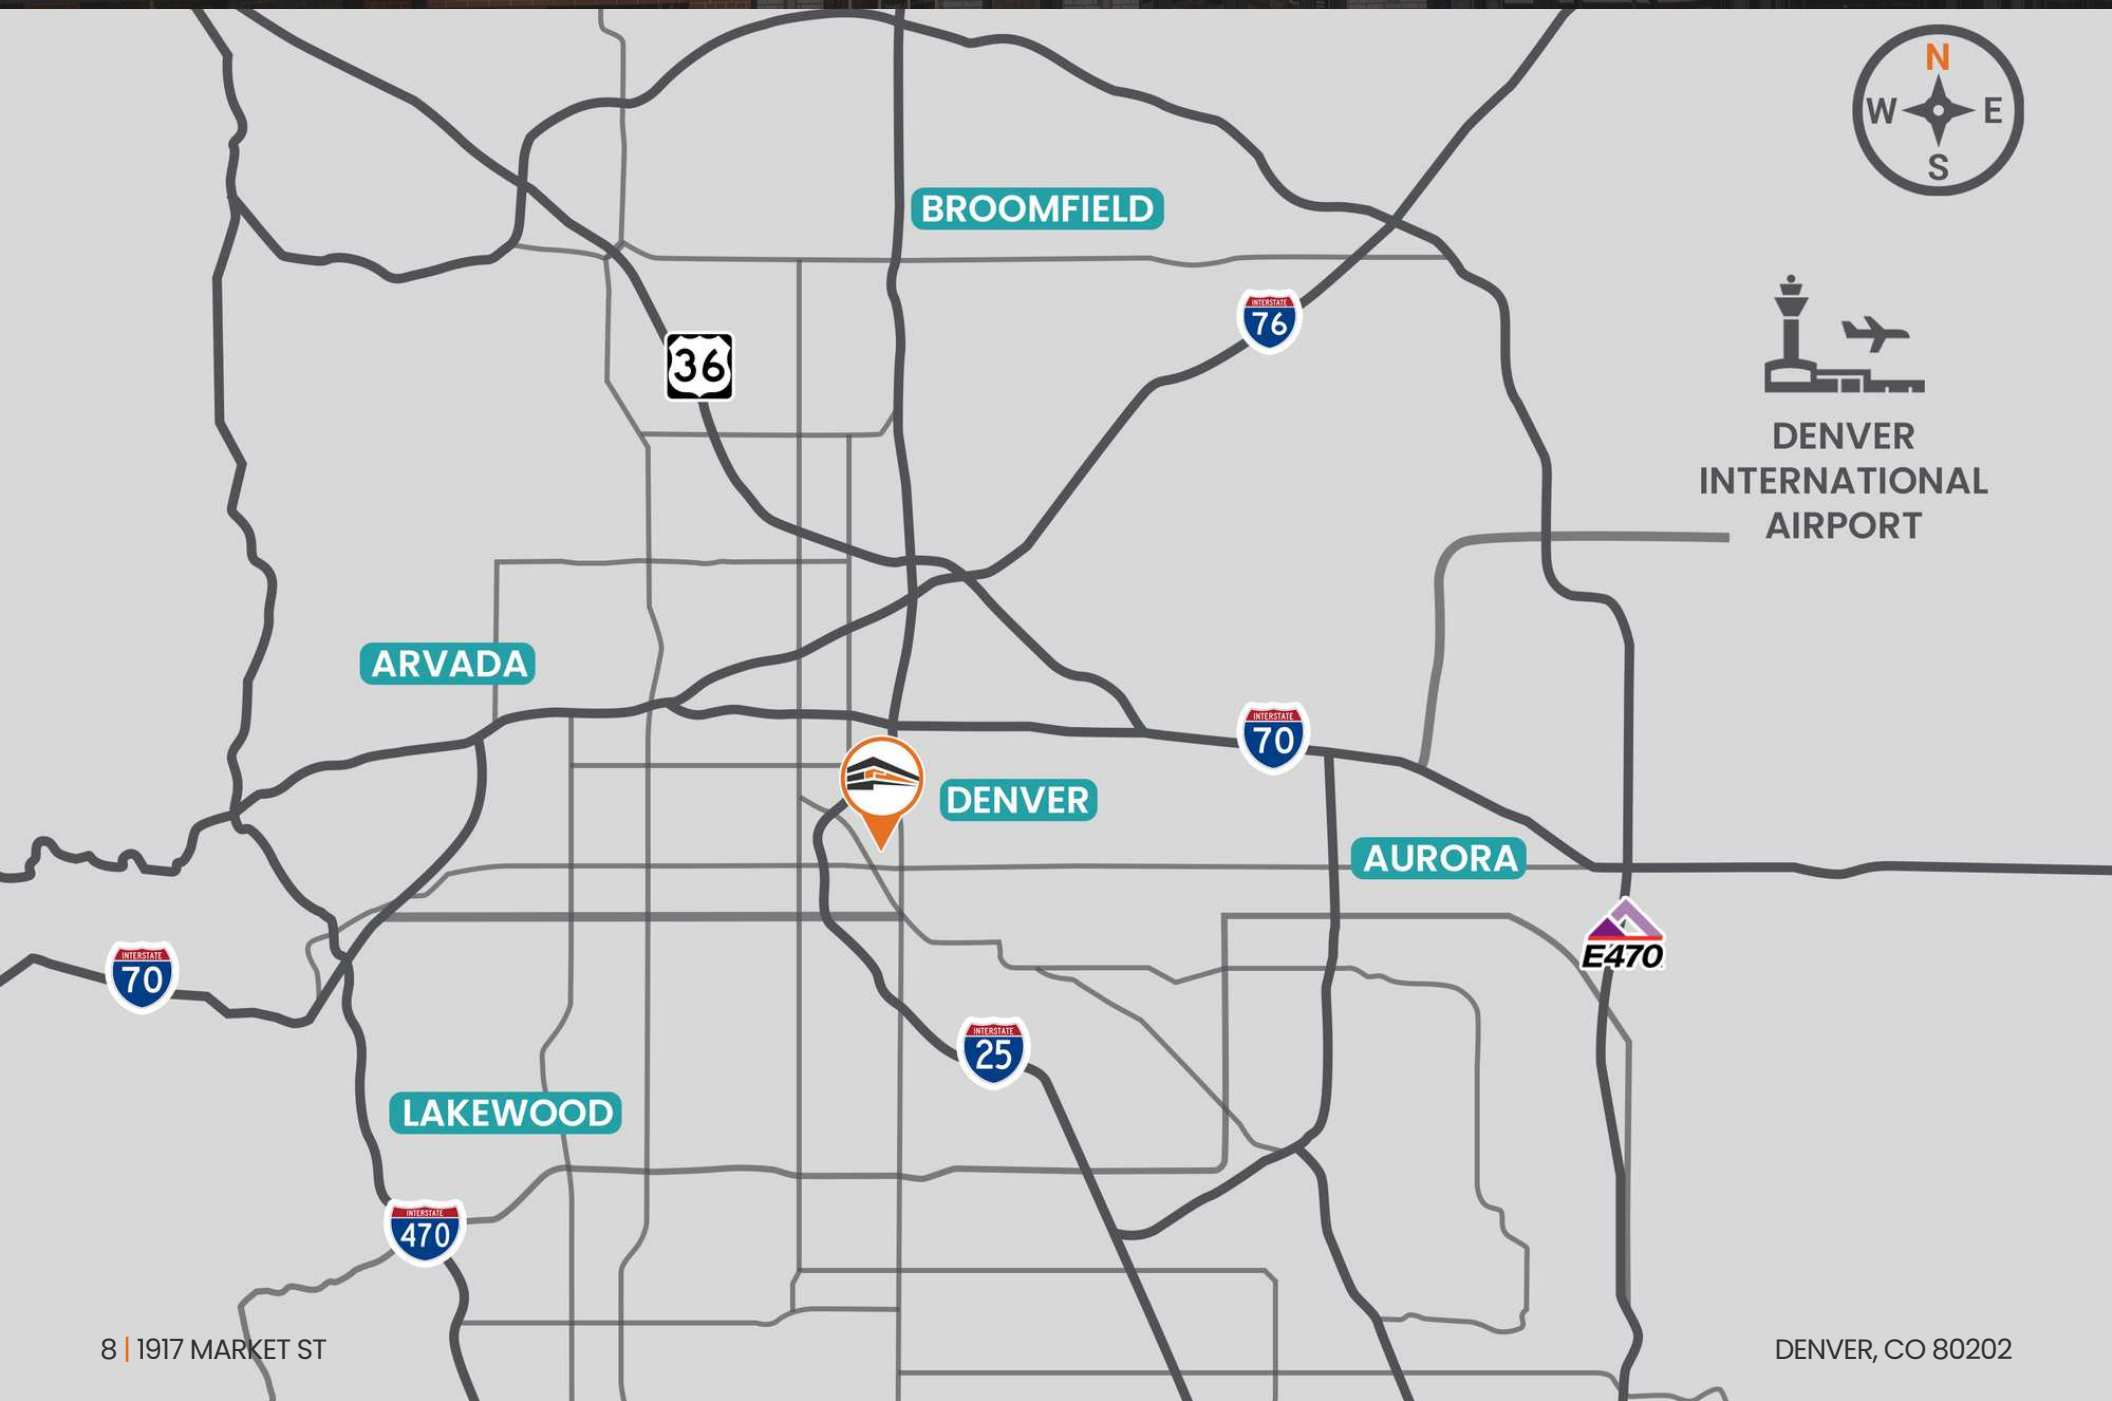 N
W E
S
BROOMFIELD
INTERSTATE
76
36
DENVER
INTERNATIONAL
AIRPORT
ARVADA
INTERSTATE
70
DENVER
AURORA
E470
INTERSTATE
70
INTERSTATE
25
LAKEWOOD
INTERSTATE
470
8 | 1917 MARKET ST
DENVER, CO 80202